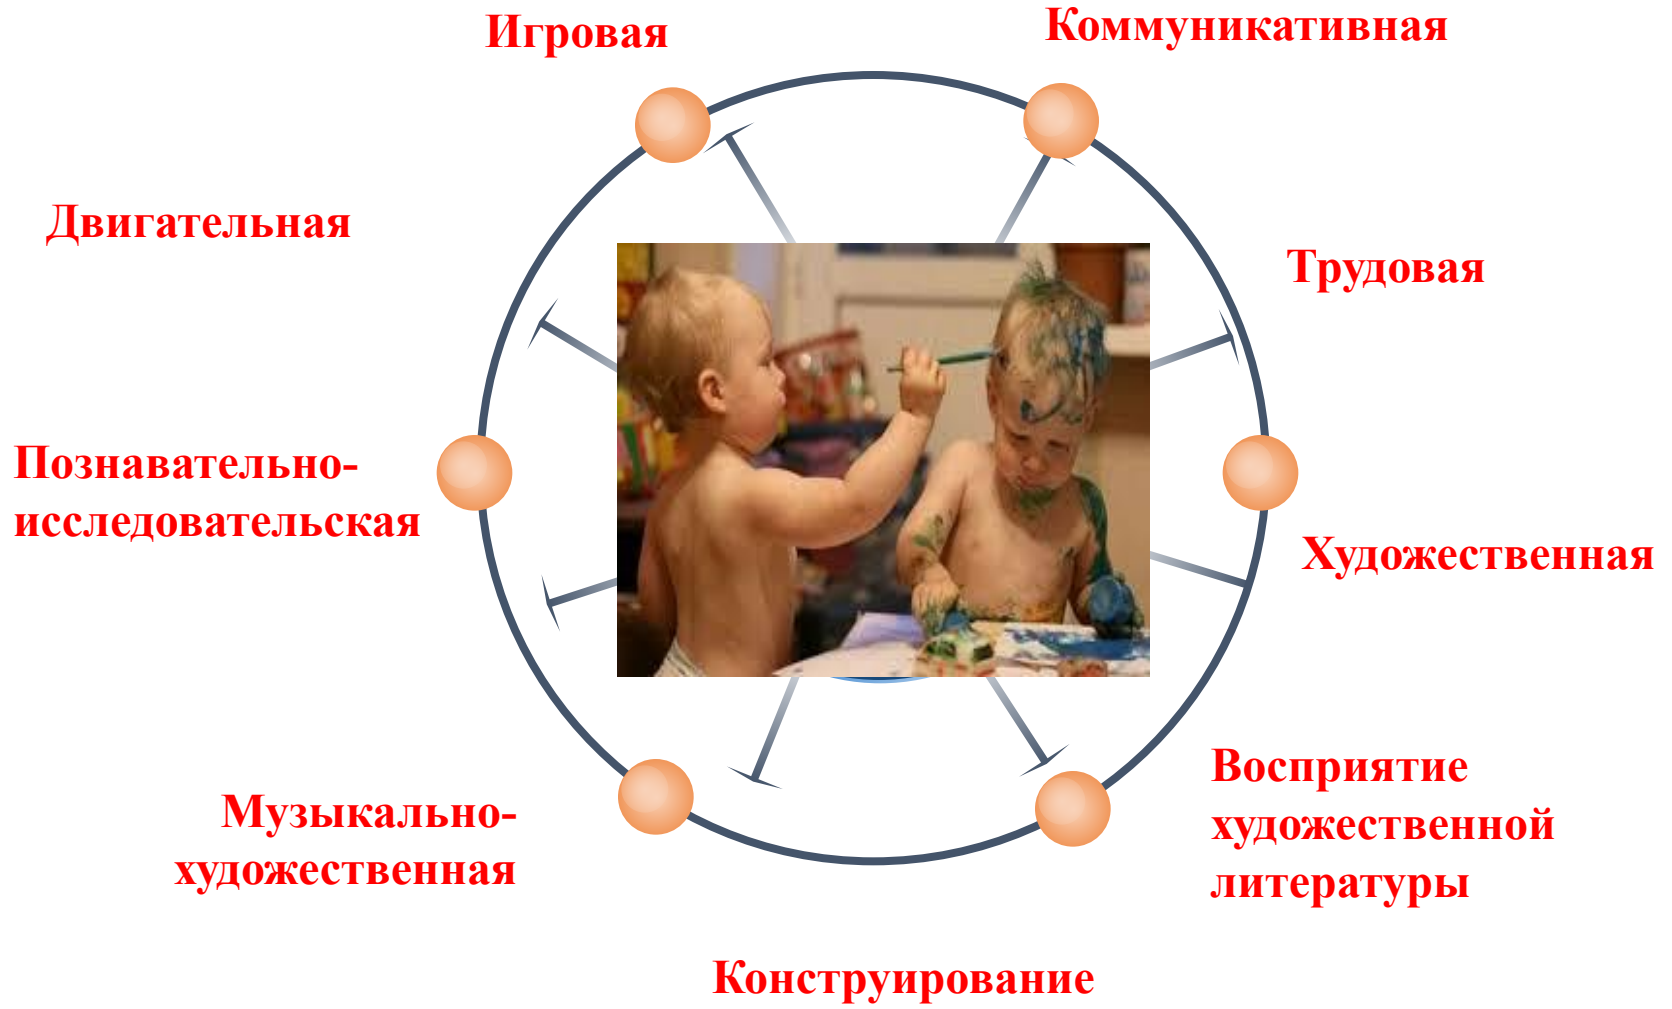 Игровая
Коммуникативная
Двигательная
Трудовая
Познавательно-
исследовательская
Художественная
Восприятие
художественной
литературы
Музыкально-
художественная
Конструирование